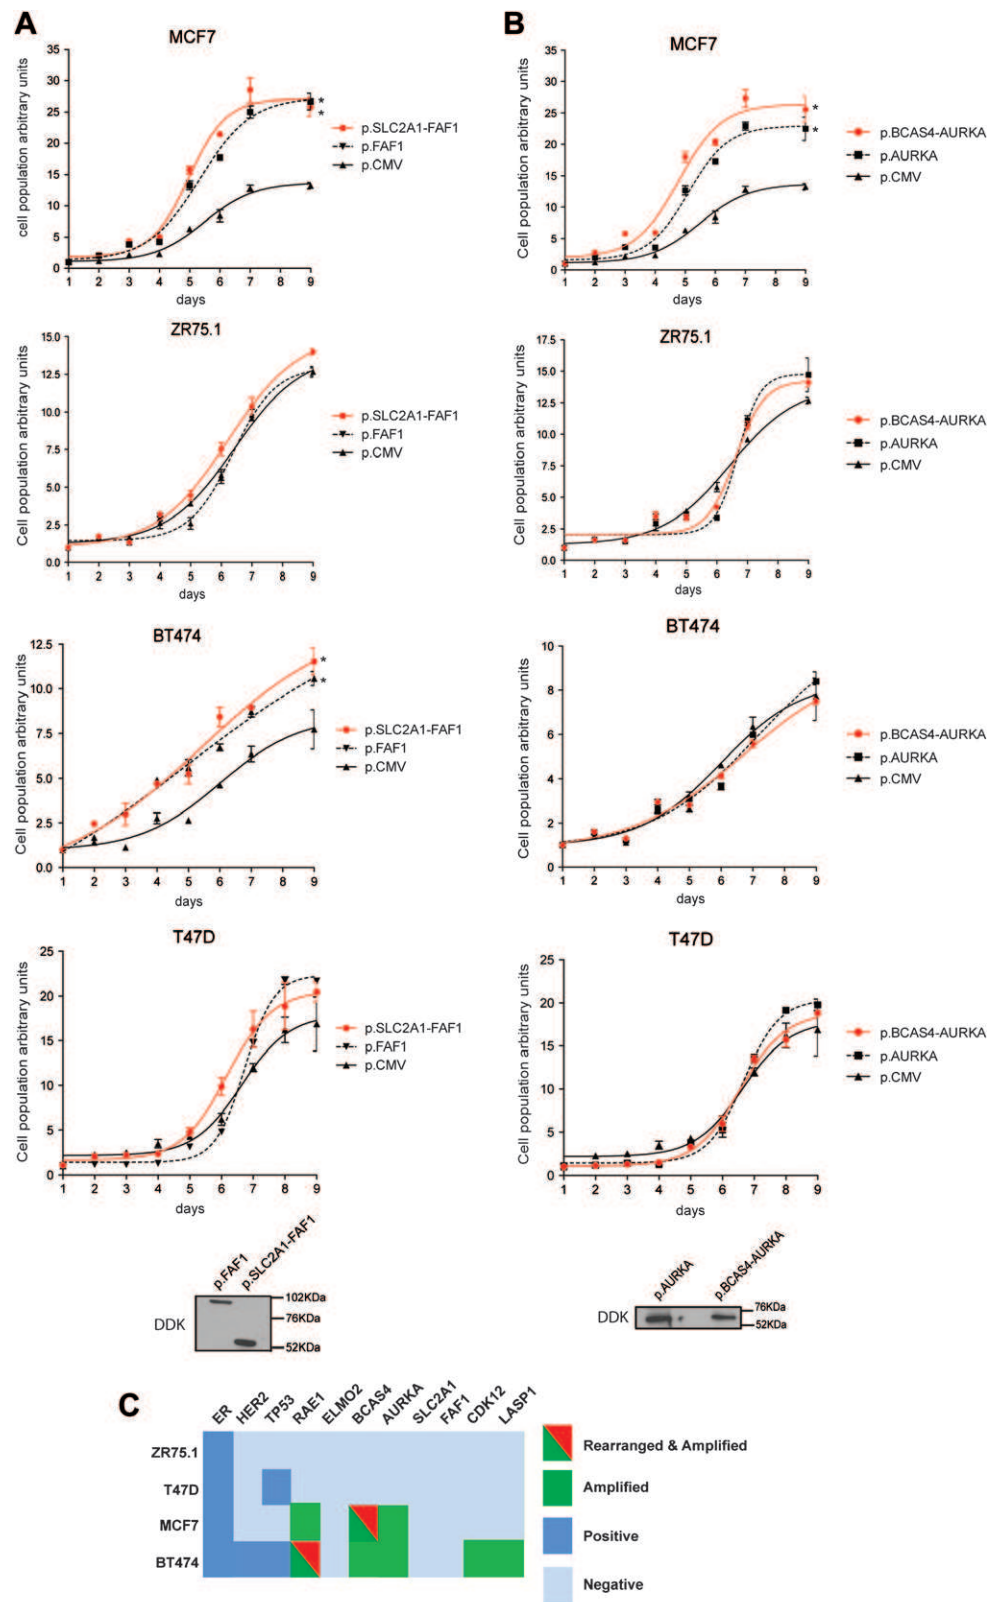 A
MCF7
cell population arbitrary units
35
30
25
20
15
10
5
0
1 2 3 4 5 6 7 8 9
days
*
*
p.SLC2A1-FAF1
p.FAF1
p.CMV
B
MCF7
Cell population arbitrary units
35
30
25
20
15
10
5
0
1 2 3 4 5 6 7 8 9
days
*
*
p.BCAS4-AURKA
p.AURKA
p.CMV
ZR75.1
Cell population arbitrary units
15.0
12.5
10.0
7.5
5.0
2.5
0.0
1 2 3 4 5 6 7 8 9
days
p.SLC2A1-FAF1
p.FAF1
p.CMV
ZR75.1
Cell population arbitrary units
17.5
15.0
12.5
10.0
7.5
5.0
2.5
0.0
1 2 3 4 5 6 7 8 9
days
p.BCAS4-AURKA
p.AURKA
p.CMV
BT474
Cell population arbitrary units
12.5
10.0
7.5
5.0
2.5
0.0
1 2 3 4 5 6 7 8 9
days
*
*
p.SLC2A1-FAF1
p.FAF1
p.CMV
BT474
Cell population arbitrary units
10
8
6
4
2
0
1 2 3 4 5 6 7 8 9
days
p.BCAS4-AURKA
p.AURKA
p.CMV
T47D
Cell population arbitrary units
25
20
15
10
5
0
1 2 3 4 5 6 7 8 9
days
p.SLC2A1-FAF1
p.FAF1
p.CMV
T47D
Cell population arbitrary units
25
20
15
10
5
0
1 2 3 4 5 6 7 8 9
days
p.BCAS4-AURKA
p.AURKA
p.CMV
p.FAF1
p.SLC2A1-FAF1
DDK
102KDa
76KDa
52KDa
p.AURKA
p.BCAS4-AURKA
DDK
76KDa
52KDa
C
ER HER2 TP53 RAE1 ELMO2 BCAS4 AURKA SLC2A1 FAF1 CDK12 LASP1
ZR75.1
T47D
MCF7
BT474
Rearranged & Amplified
Amplified
Positive
Negative